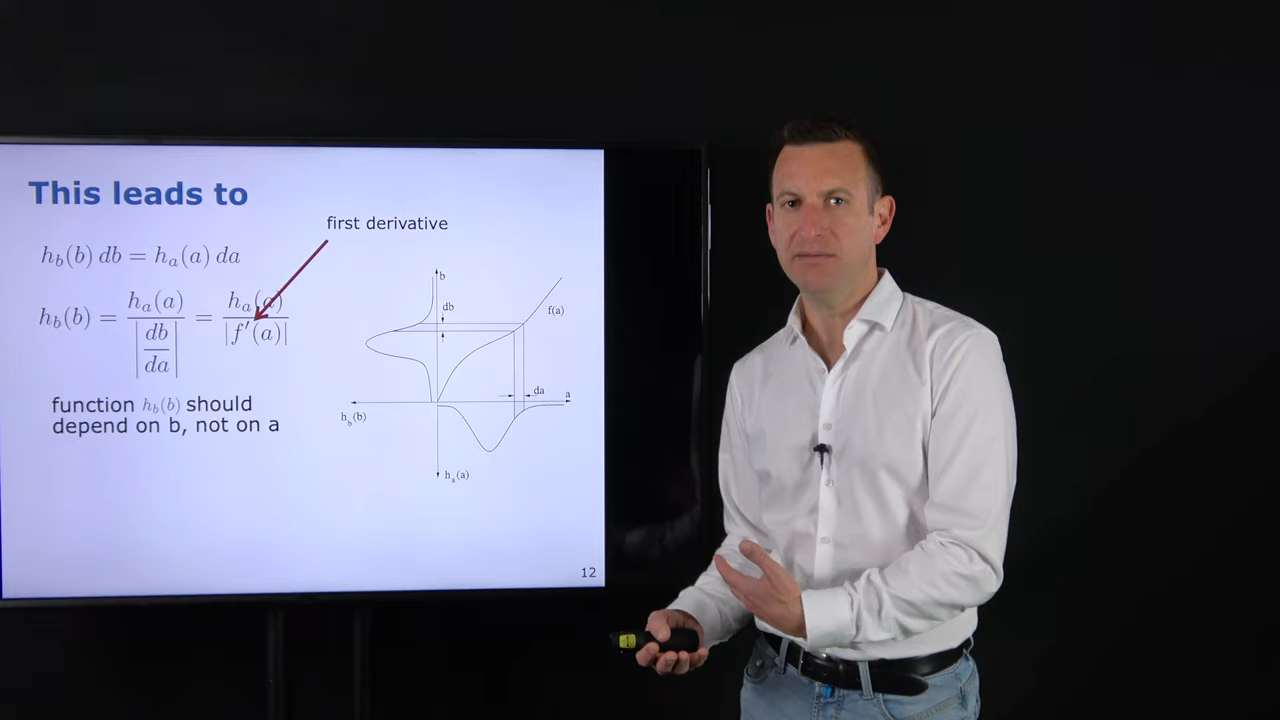 This leads to
first derivative
h_b(b) db = h_a(a) da
h_b(b) = h_a(a) / |db/da| = h_a(a) / |f′(a)|
function h_b(b) should
depend on b, not on a
b
db
f(a)
da
a
h_b(b)
h_a(a)
12